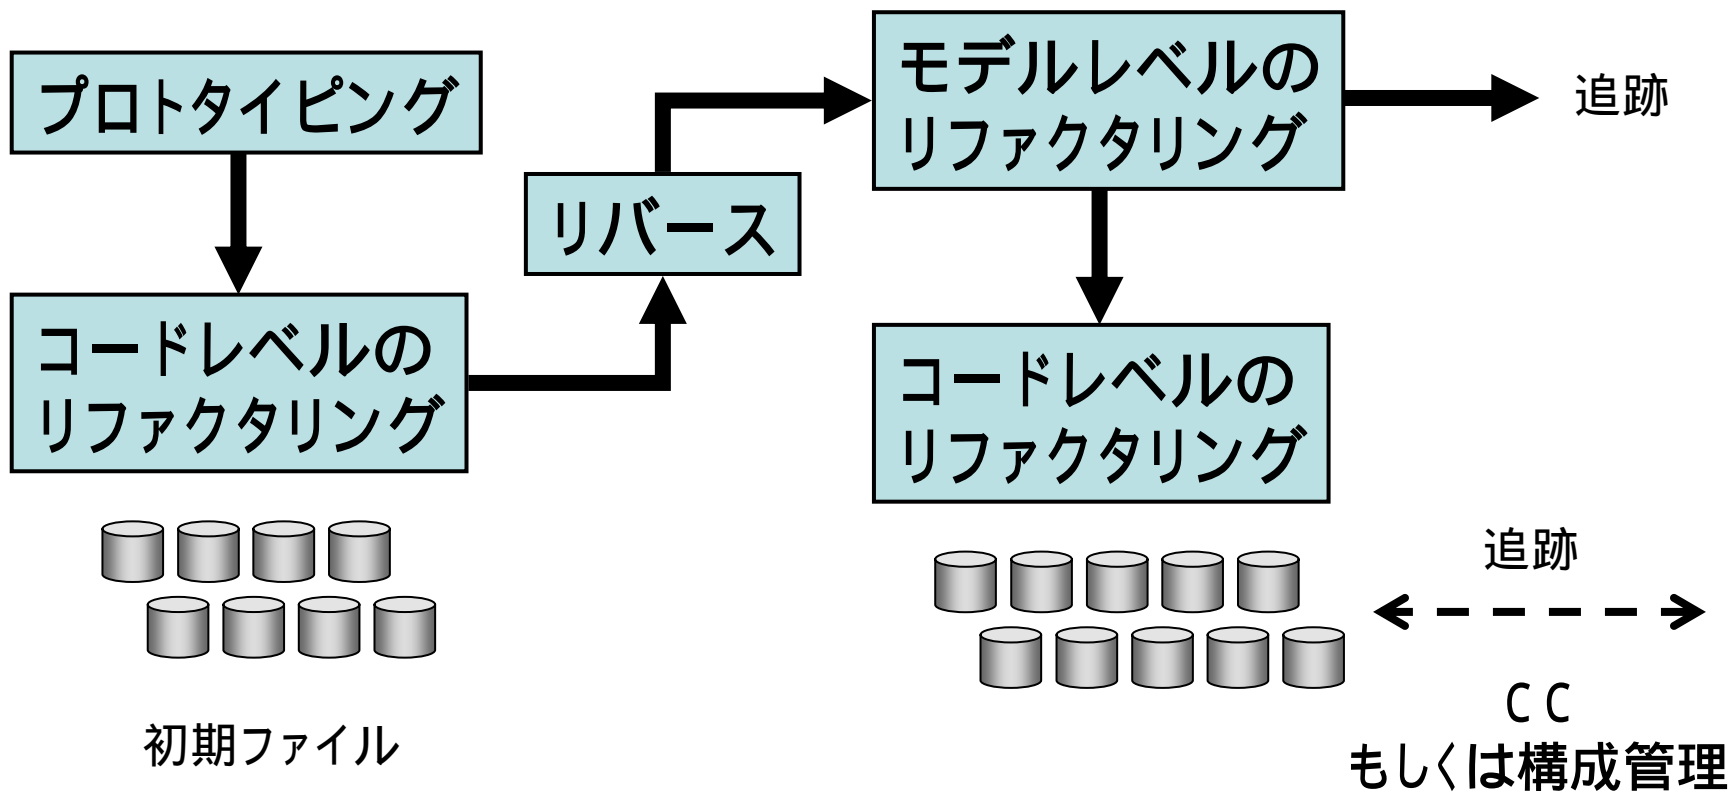 プロトタイピング
コードレベルの
リファクタリング
初期ファイル
リバース
モデルレベルの
リファクタリング
追跡
コードレベルの
リファクタリング
追跡
ＣＣ
もしくは構成管理